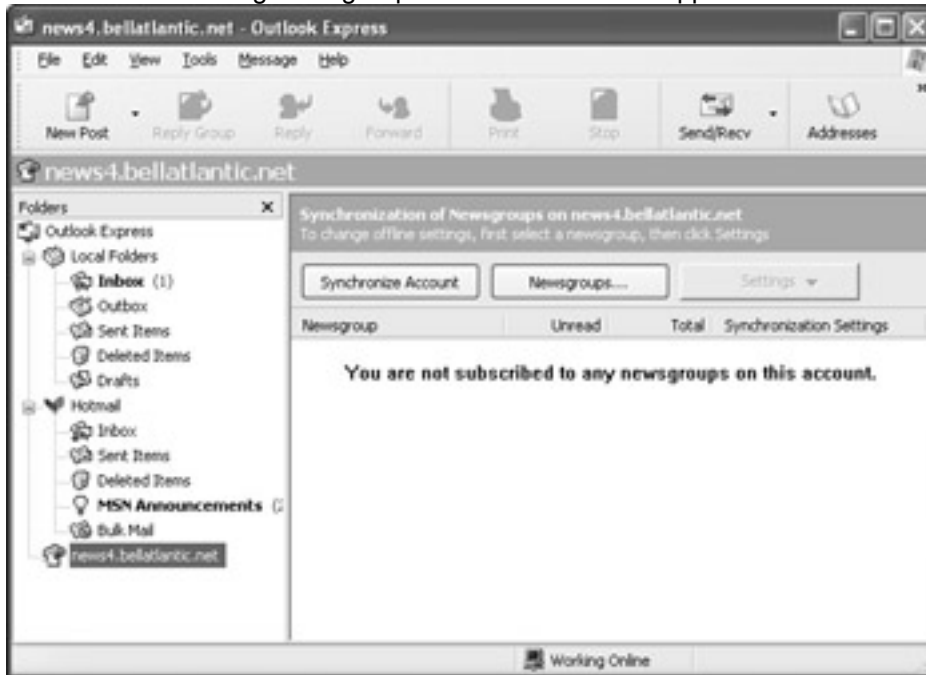 news4.bellatlantic.net - Outlook Express
File Edit View Tools Message Help
New Post Reply Group Reply Forward Print Stop Send/Recv Addresses
news4.bellatlantic.net
Folders
Outlook Express
Local Folders
Inbox (1)
Outbox
Sent Items
Deleted Items
Drafts
Hotmail
Inbox
Sent Items
Deleted Items
MSN Announcements
Bulk Mail
news4.bellatlantic.net
Synchronization of Newsgroups on news4.bellatlantic.net
To change offline settings, first select a newsgroup, then click Settings
Synchronize Account Newsgroups.... Settings
Newsgroup Unread Total Synchronization Settings
You are not subscribed to any newsgroups on this account.
Working Online